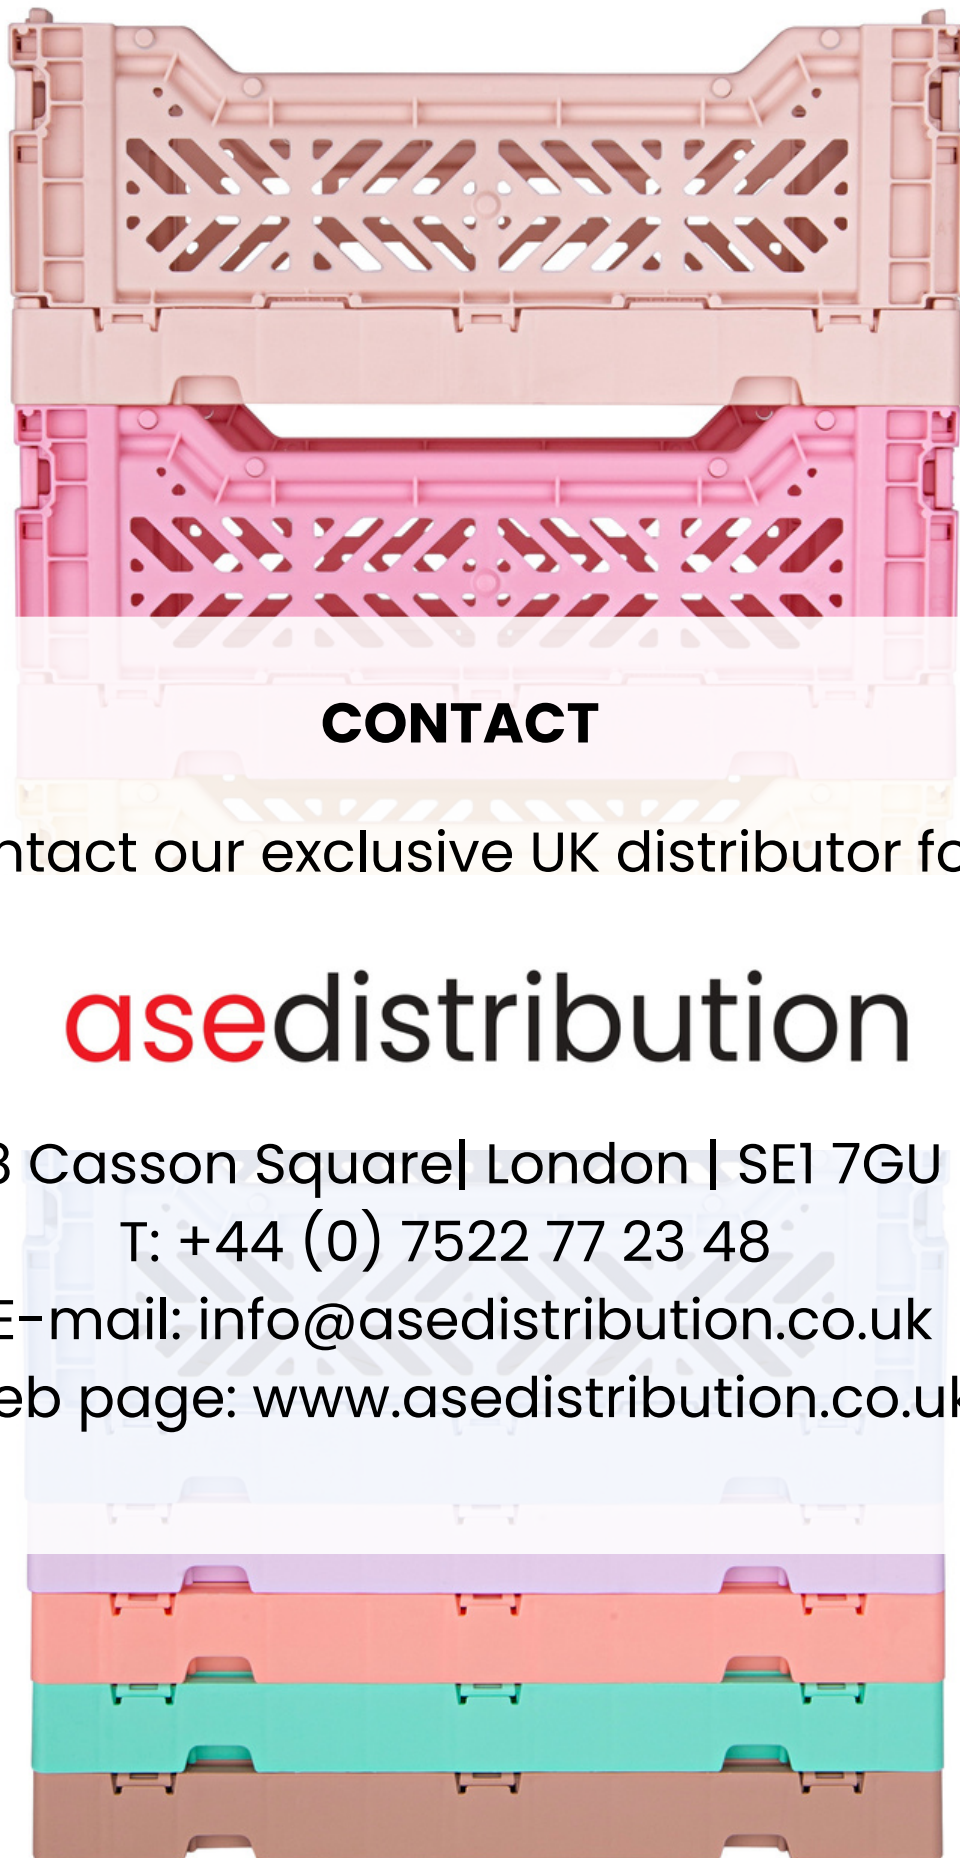 CONTACT
ntact our exclusive UK distributor fo
asedistribution
3 Casson Square| London | SE1 7GU
T: +44 (0) 7522 77 23 48
E-mail: info@asedistribution.co.uk
eb page: www.asedistribution.co.uk